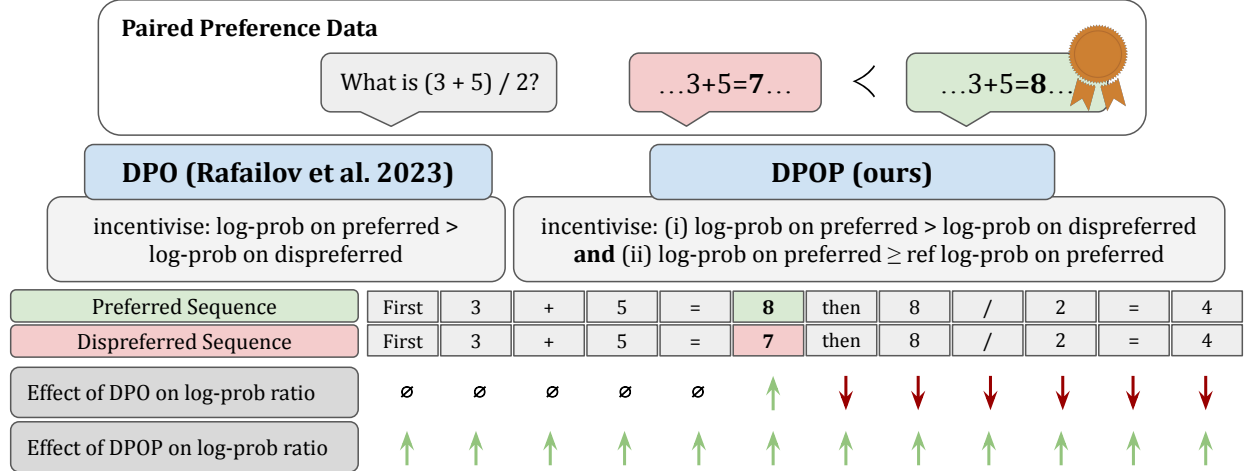 Paired Preference Data
What is (3 + 5) / 2?
…3+5=7…
≺
…3+5=8…
DPO (Rafailov et al. 2023)
DPOP (ours)
incentivise: log-prob on preferred >
log-prob on dispreferred
incentivise: (i) log-prob on preferred > log-prob on dispreferred
and (ii) log-prob on preferred ≥ ref log-prob on preferred
Preferred Sequence First 3 + 5 = 8 then 8 / 2 = 4
Dispreferred Sequence First 3 + 5 = 7 then 8 / 2 = 4
Effect of DPO on log-prob ratio ∅ ∅ ∅ ∅ ∅ ↑ ↓ ↓ ↓ ↓ ↓ ↓
Effect of DPOP on log-prob ratio ↑ ↑ ↑ ↑ ↑ ↑ ↑ ↑ ↑ ↑ ↑ ↑